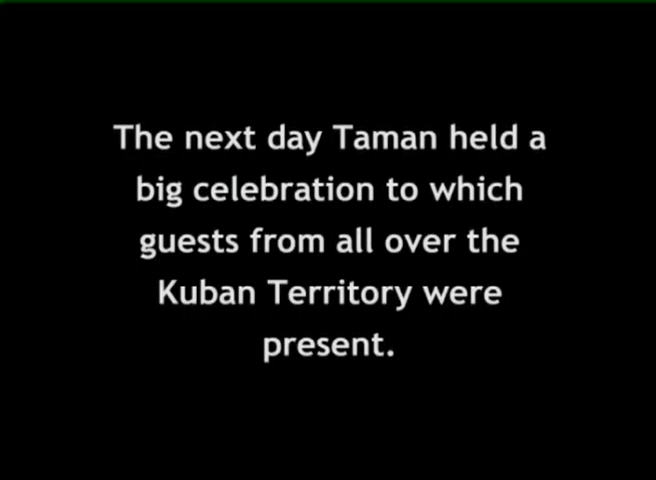 The next day Taman held a
big celebration to which
guests from all over the
Kuban Territory were
present.